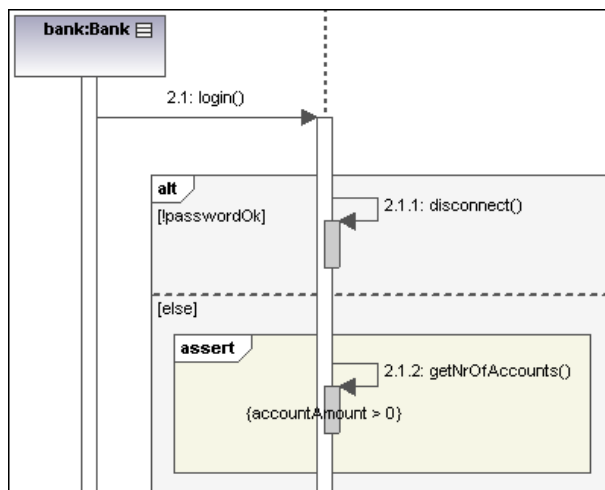 bank:Bank
2.1: login()
alt
[!passwordOk]
2.1.1: disconnect()
[else]
assert
2.1.2: getNrOfAccounts()
{accountAmount > 0}